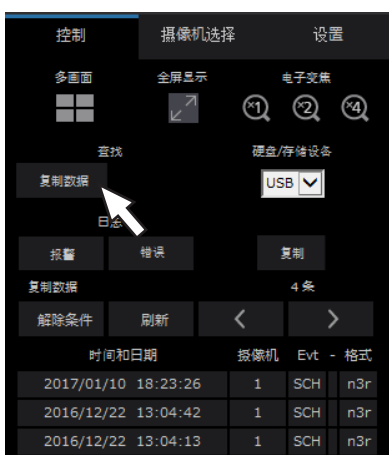 控制 摄像机选择 设置
多画面 全屏显示 电子变焦
×1 ×2 ×4
查找 硬盘/存储设备
复制数据 USB
日志
报警 错误 复制
复制数据 4 条
解除条件 刷新 < >
时间和日期 摄像机 Evt - 格式
2017/01/10 18:23:26 1 SCH n3r
2016/12/22 13:04:42 1 SCH n3r
2016/12/22 13:04:13 1 SCH n3r